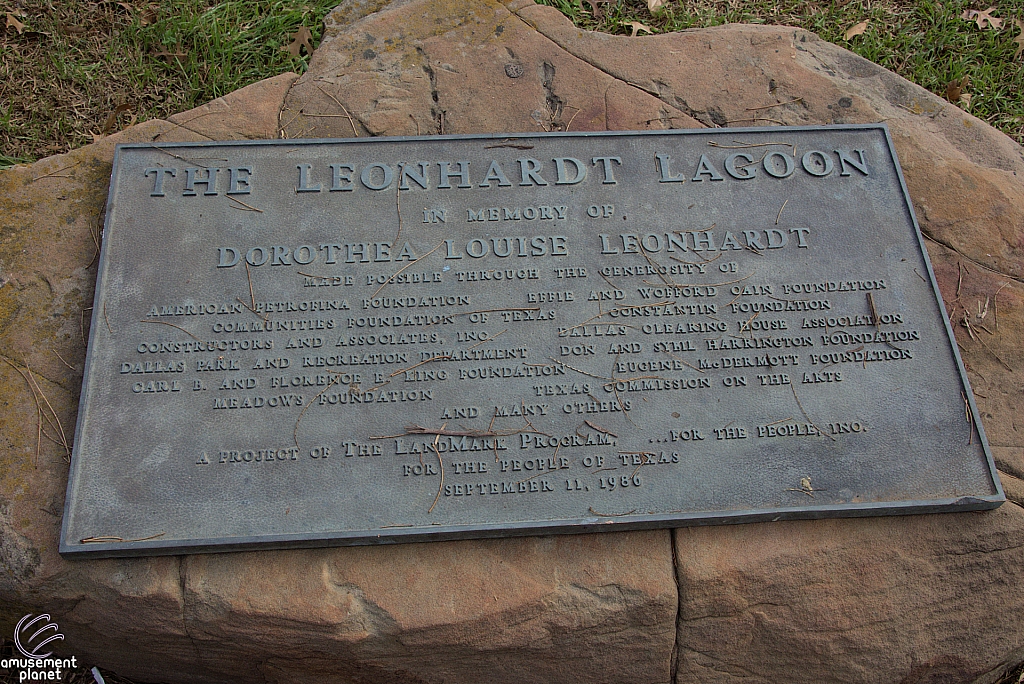 THE LEONHARDT LAGOON
IN MEMORY OF
DOROTHEA LOUISE LEONHARDT
MADE POSSIBLE THROUGH THE GENEROSITY OF
AMERICAN PETROFINA FOUNDATION EFFIE AND WOFFORD CAIN FOUNDATION
COMMUNITIES FOUNDATION OF TEXAS CONSTANTIN FOUNDATION
CONSTRUCTORS AND ASSOCIATES, INC. DALLAS CLEARING HOUSE ASSOCIATION
DALLAS PARK AND RECREATION DEPARTMENT DON AND SYBIL HARRINGTON FOUNDATION
CARL B. AND FLORENCE E. KING FOUNDATION EUGENE McDERMOTT FOUNDATION
MEADOWS FOUNDATION TEXAS COMMISSION ON THE ARTS
AND MANY OTHERS
A PROJECT OF THE LANDMARK PROGRAM, ...FOR THE PEOPLE, INC.
FOR THE PEOPLE OF TEXAS
SEPTEMBER 11, 1986
amusement
planet